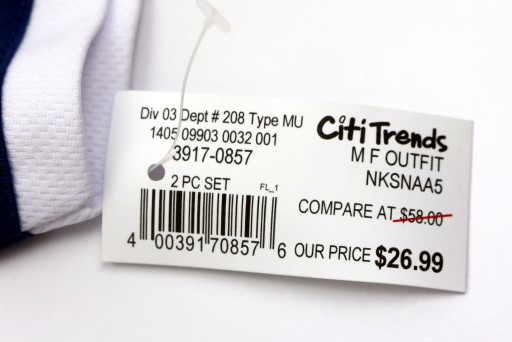 Div 03 Dept # 208 Type MU
1405 09903 0032 001
3917-0857
Citi Trends
M F OUTFIT
NKSNAA5
2 PC SET FL_1
COMPARE AT $58.00
4 00391 70857 6
OUR PRICE $26.99